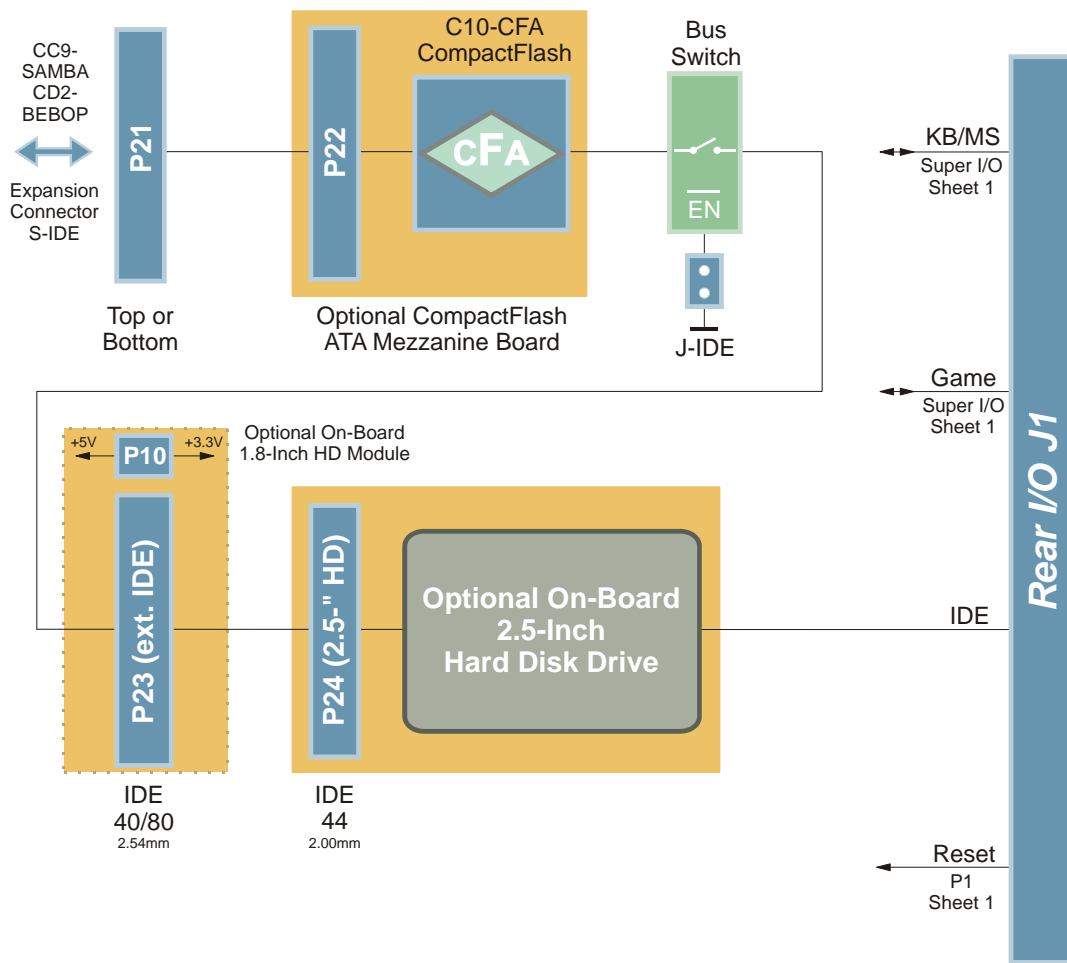 CC9-
SAMBA
CD2-
BEBOP
Expansion
Connector
S-IDE
P21
Top or
Bottom
C10-CFA
CompactFlash
P22
CFA
Optional CompactFlash
ATA Mezzanine Board
Bus
Switch
EN
J-IDE
KB/MS
Super I/O
Sheet 1
Game
Super I/O
Sheet 1
Rear I/O J1
+5V
P10
+3.3V
Optional On-Board
1.8-Inch HD Module
P23 (ext. IDE)
IDE
40/80
2.54mm
P24 (2.5-" HD)
IDE
44
2.00mm
Optional On-Board
2.5-Inch
Hard Disk Drive
IDE
Reset
P1
Sheet 1